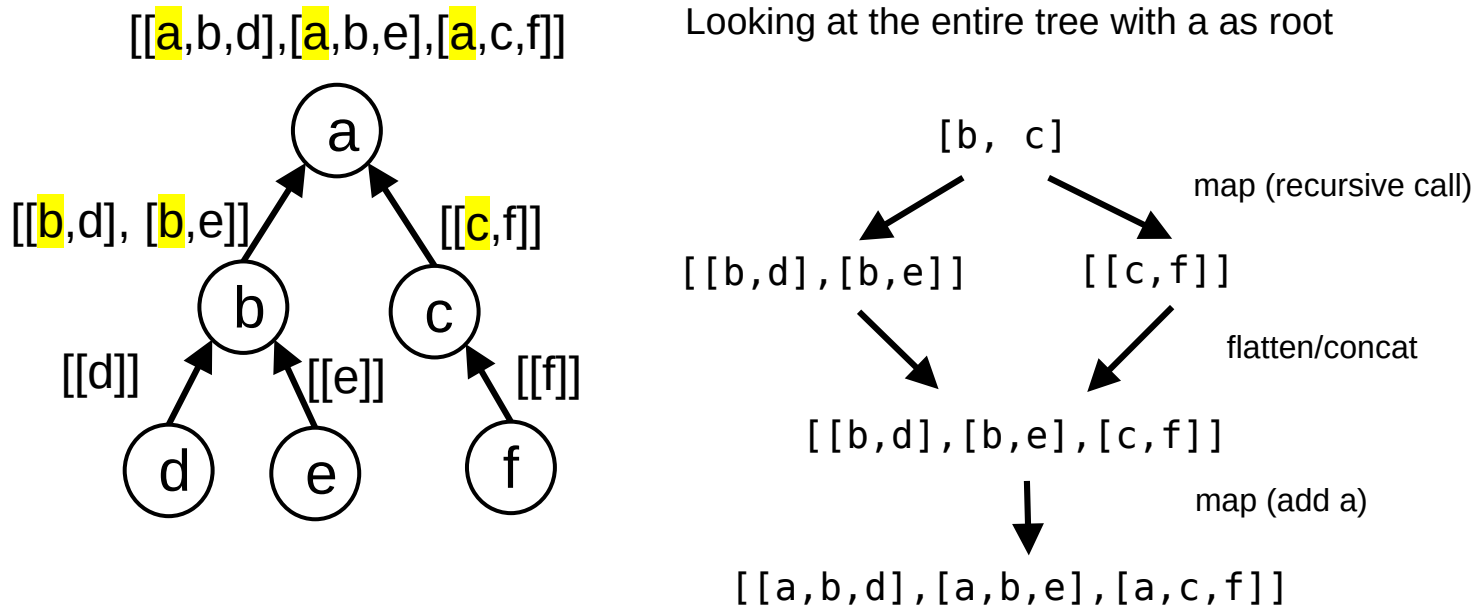 [[a,b,d],[a,b,e],[a,c,f]]
a
[[b,d], [b,e]]
[[c,f]]
b
c
[[d]]
[[e]]
[[f]]
d
e
f
Looking at the entire tree with a as root
[b, c]
map (recursive call)
[[b,d],[b,e]]
[[c,f]]
flatten/concat
[[b,d],[b,e],[c,f]]
map (add a)
[[a,b,d],[a,b,e],[a,c,f]]